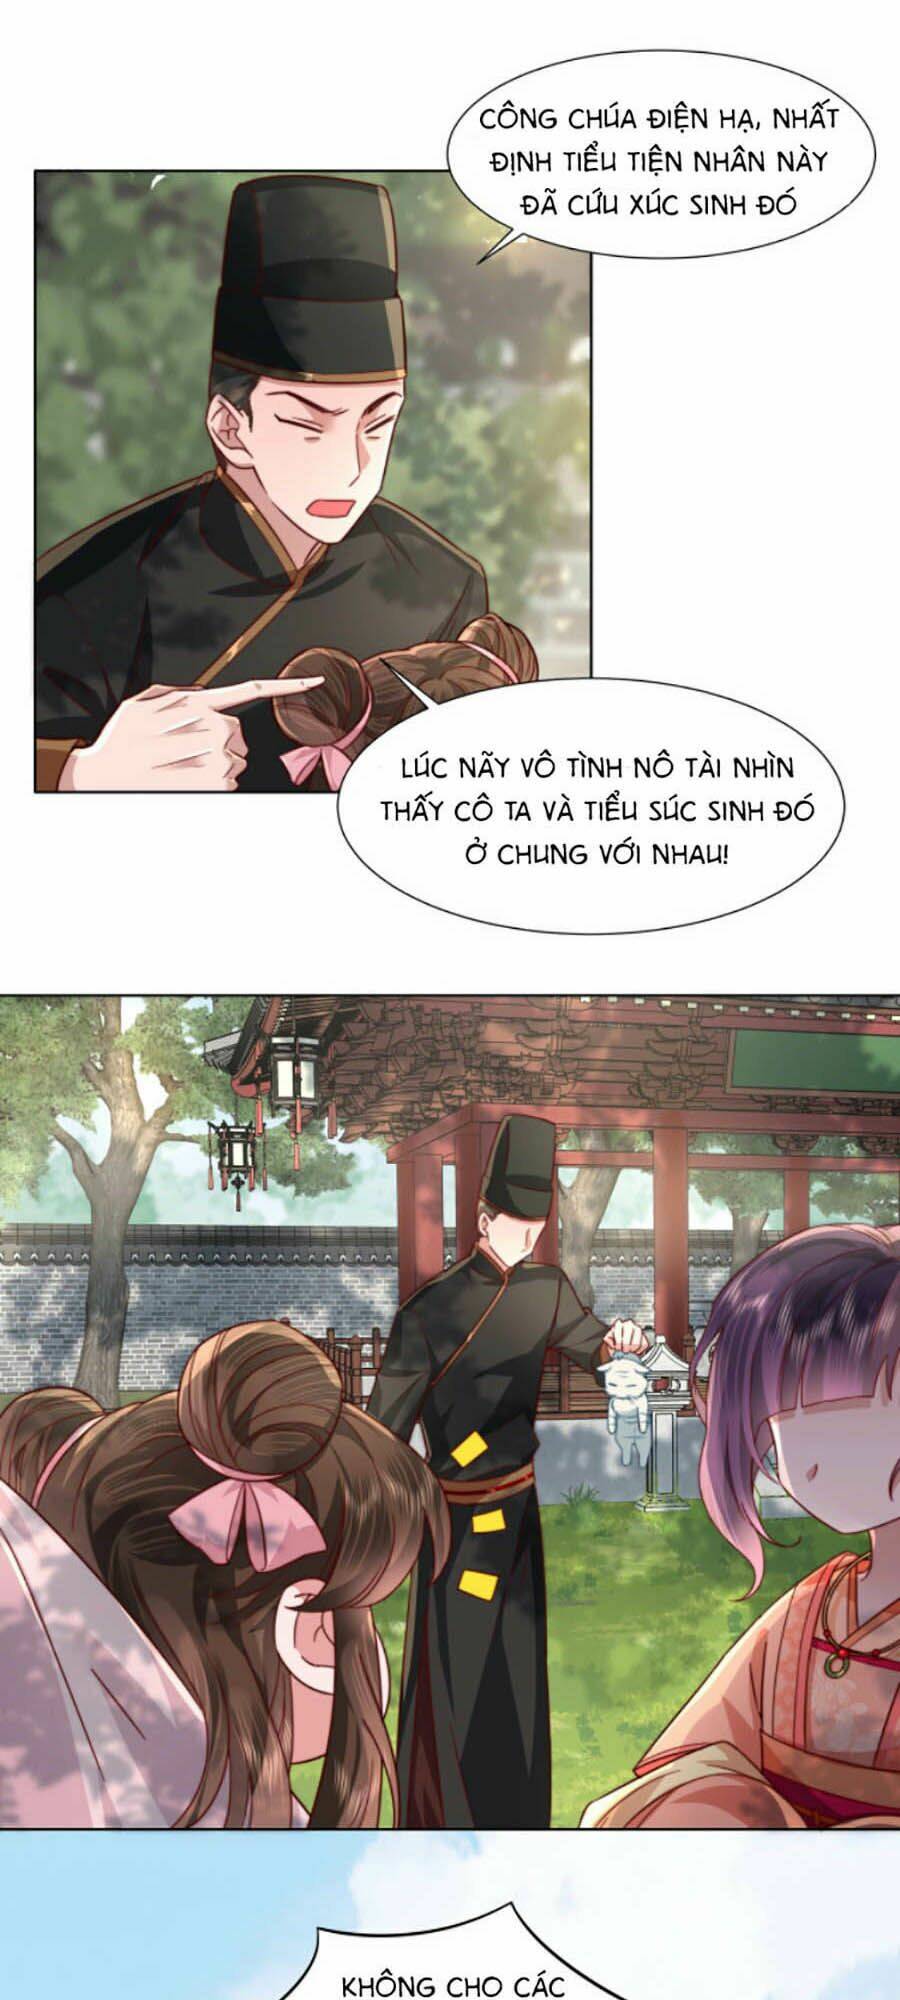 CÔNG CHÚA ĐIỆN HẠ, NHẤT
ĐỊNH TIỂU TIỆN NHÂN NÀY
ĐÃ CỨU XÚC SINH ĐÓ
LÚC NÃY VÔ TÌNH NÔ TÀI NHÌN
THẤY CÔ TA VÀ TIỂU SÚC SINH ĐÓ
Ở CHUNG VỚI NHAU!
KHÔNG CHO CÁC